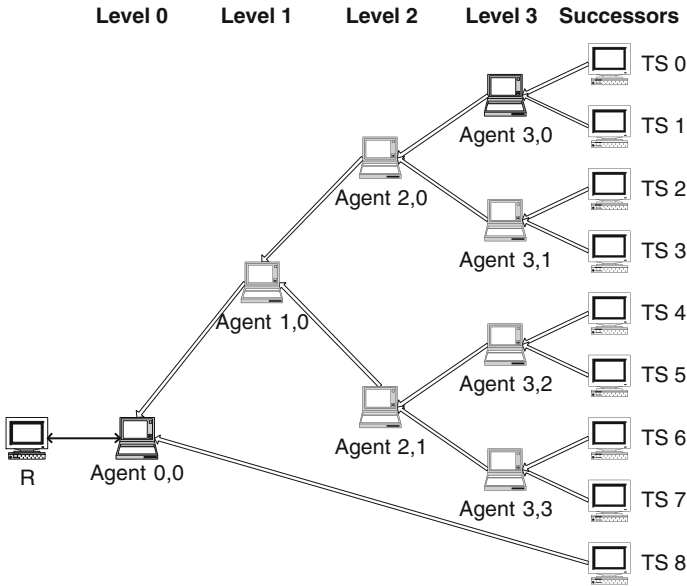 Level 0 Level 1 Level 2 Level 3 Successors
TS 0
TS 1
Agent 3,0
TS 2
Agent 2,0
TS 3
Agent 3,1
TS 4
Agent 1,0
TS 5
Agent 3,2
TS 6
Agent 2,1
R
Agent 0,0
TS 7
Agent 3,3
TS 8